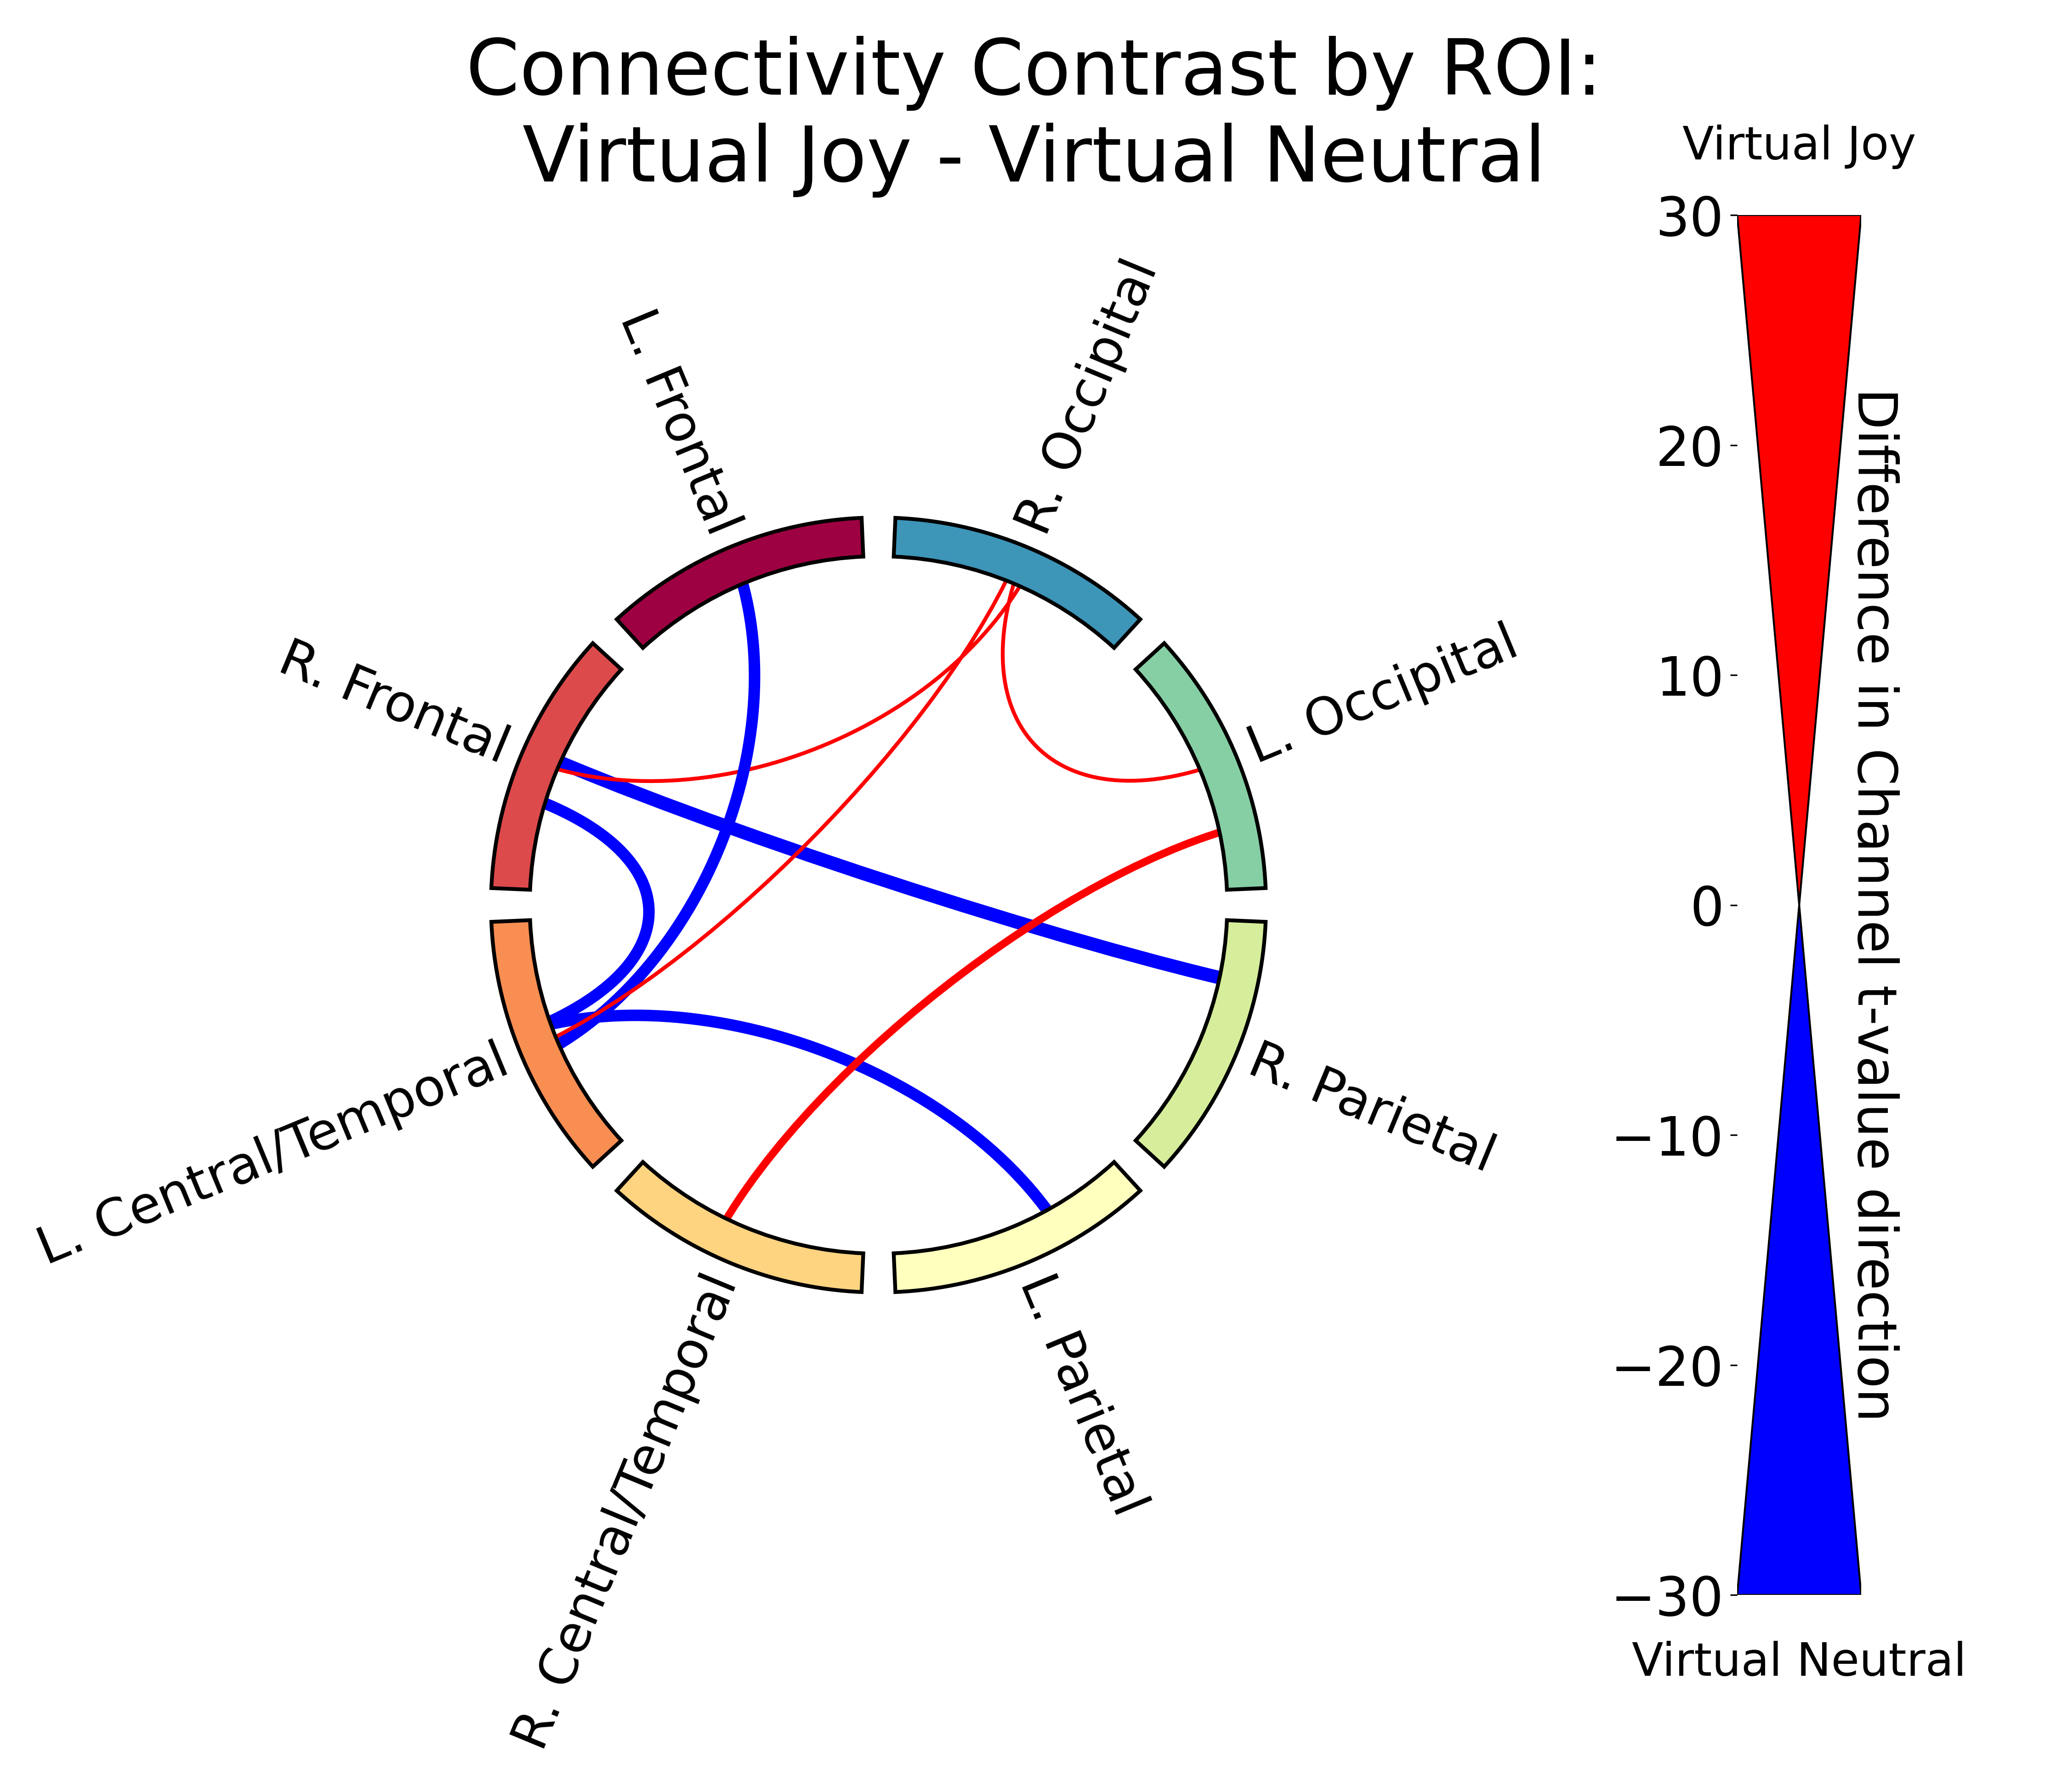 Connectivity Contrast by ROI:
Virtual Joy - Virtual Neutral
Virtual Joy
30
20
10
0
−10
−20
−30
Virtual Neutral
Difference in Channel t-value direction
L. Frontal
R. Occipital
R. Frontal
L. Occipital
L. Central/Temporal
R. Parietal
R. Central/Temporal
L. Parietal